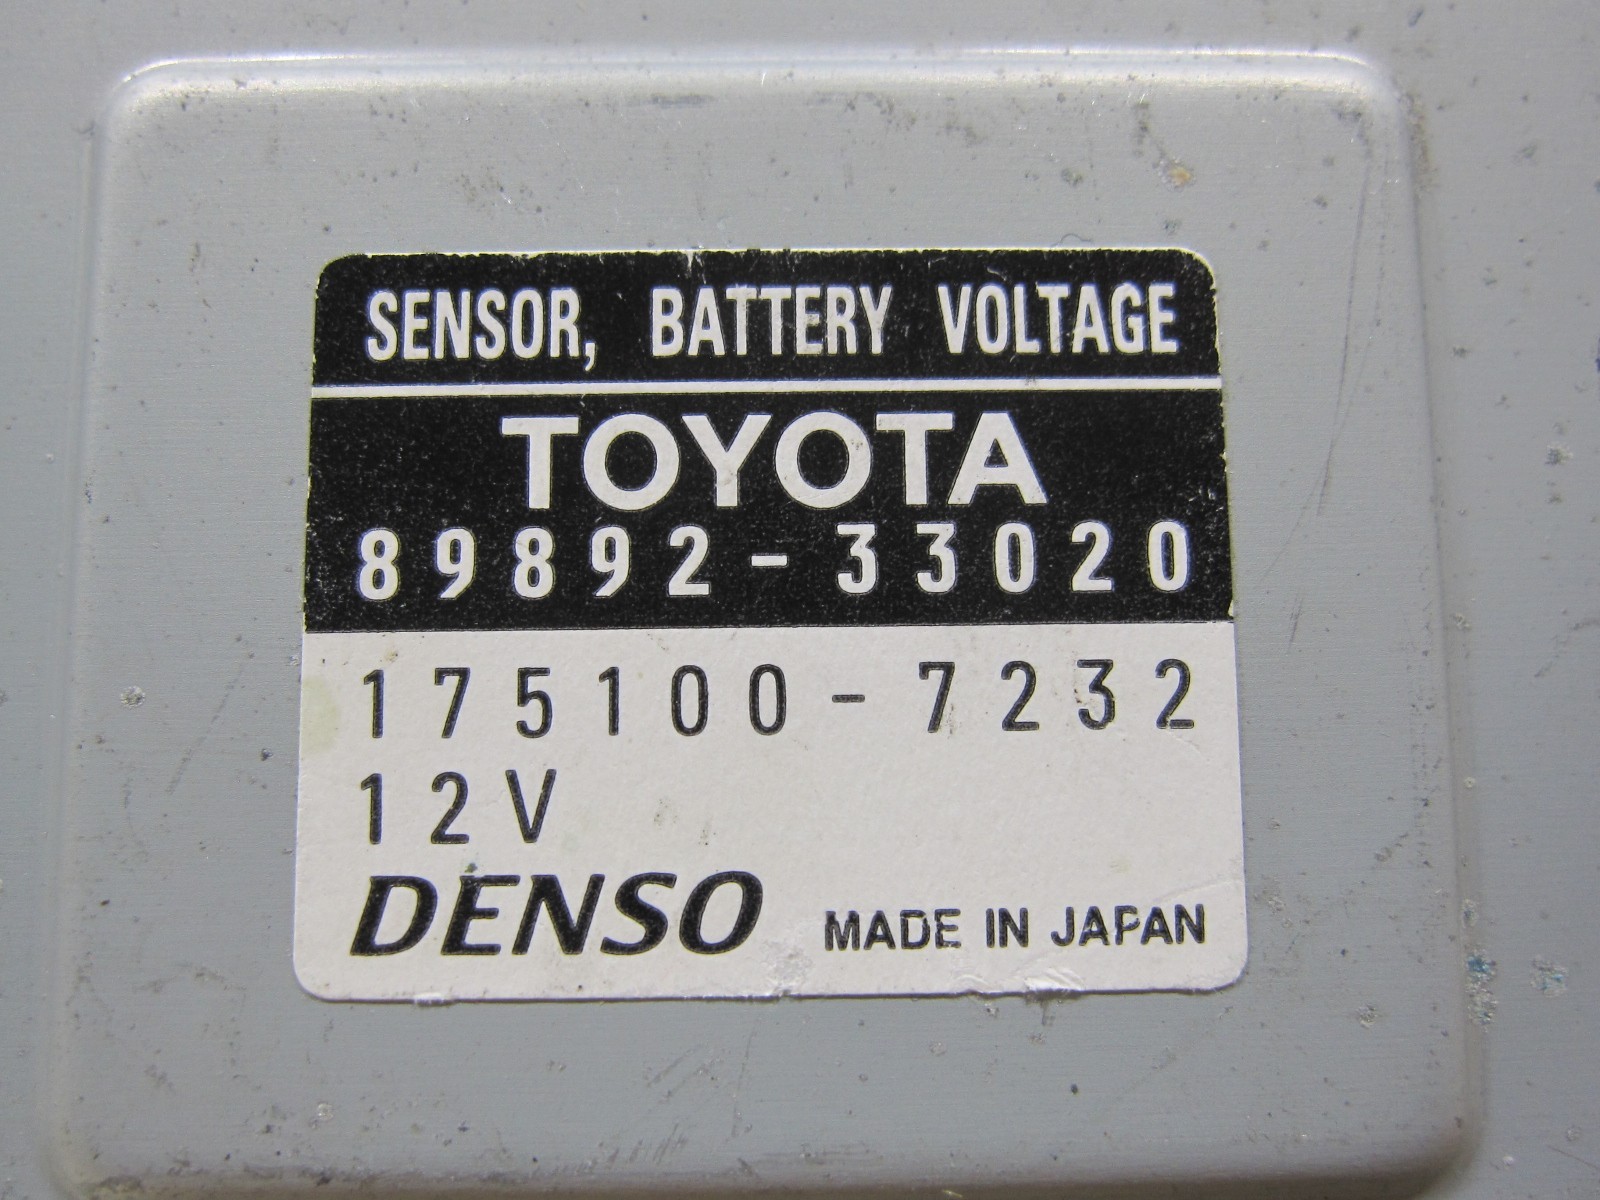 SENSOR, BATTERY VOLTAGE
TOYOTA
89892-33020
175100-7232
12V
DENSO MADE IN JAPAN